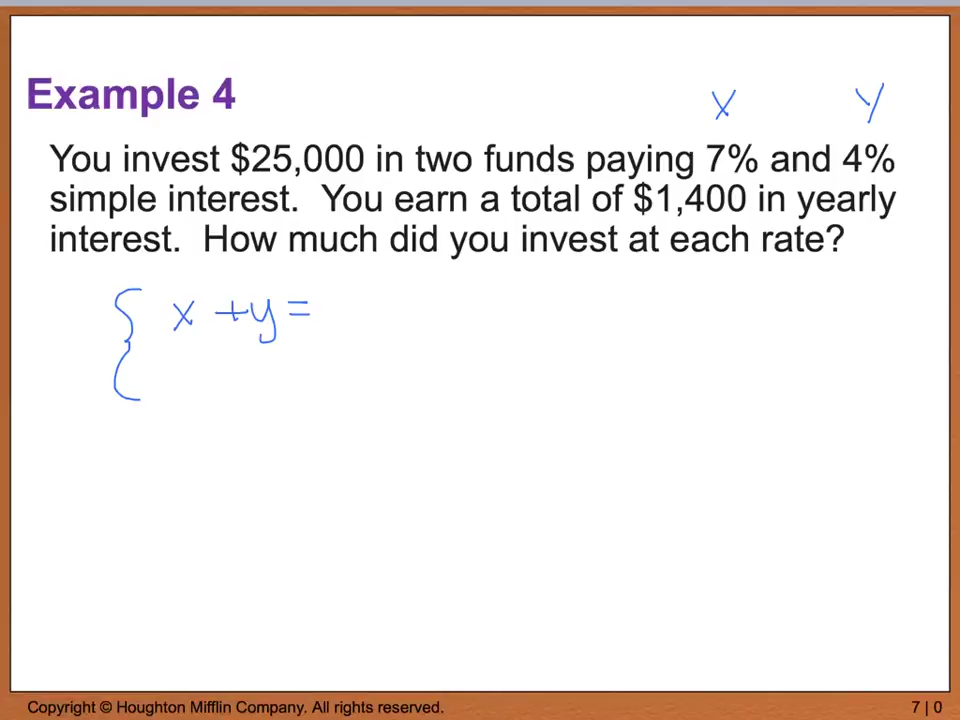 Example 4
x y
You invest $25,000 in two funds paying 7% and 4%
simple interest. You earn a total of $1,400 in yearly
interest. How much did you invest at each rate?
{ x + y =
Copyright © Houghton Mifflin Company. All rights reserved. 7 | 0